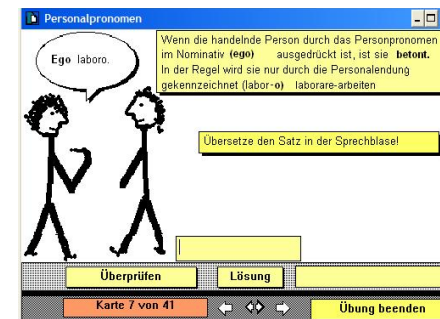 Personalpronomen
Ego laboro.
Wenn die handelnde Person durch das Personpronomen
im Nominativ (ego) ausgedrückt ist, ist sie betont.
In der Regel wird sie nur durch die Personalendung
gekennzeichnet (labor-o) laborare-arbeiten
Übersetze den Satz in der Sprechblase!
Überprüfen
Lösung
Karte 7 von 41
Übung beenden